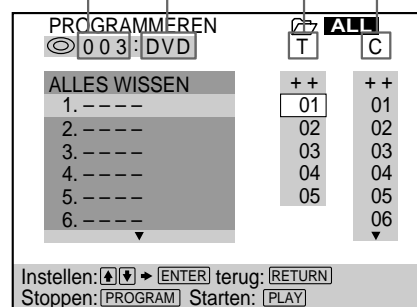 PROGRAMMEREN ALL
003:DVD T C
ALLES WISSEN ++ ++
1. – – – – 01 01
2. – – – – 02 02
3. – – – – 03 03
4. – – – – 04 04
5. – – – – 05 05
6. – – – – 06
Instellen: ENTER terug: RETURN
Stoppen: PROGRAM Starten: PLAY